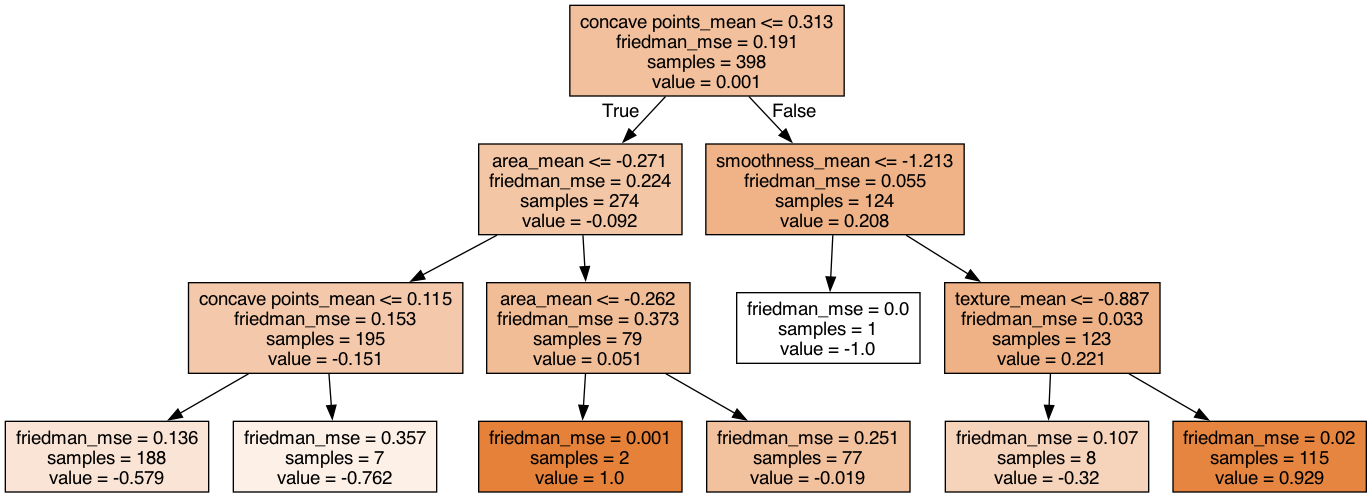 concave points_mean <= 0.313
friedman_mse = 0.191
samples = 398
value = 0.001
True
False
area_mean <= -0.271
friedman_mse = 0.224
samples = 274
value = -0.092
smoothness_mean <= -1.213
friedman_mse = 0.055
samples = 124
value = 0.208
concave points_mean <= 0.115
friedman_mse = 0.153
samples = 195
value = -0.151
area_mean <= -0.262
friedman_mse = 0.373
samples = 79
value = 0.051
friedman_mse = 0.0
samples = 1
value = -1.0
texture_mean <= -0.887
friedman_mse = 0.033
samples = 123
value = 0.221
friedman_mse = 0.136
samples = 188
value = -0.579
friedman_mse = 0.357
samples = 7
value = -0.762
friedman_mse = 0.001
samples = 2
value = 1.0
friedman_mse = 0.251
samples = 77
value = -0.019
friedman_mse = 0.107
samples = 8
value = -0.32
friedman_mse = 0.02
samples = 115
value = 0.929